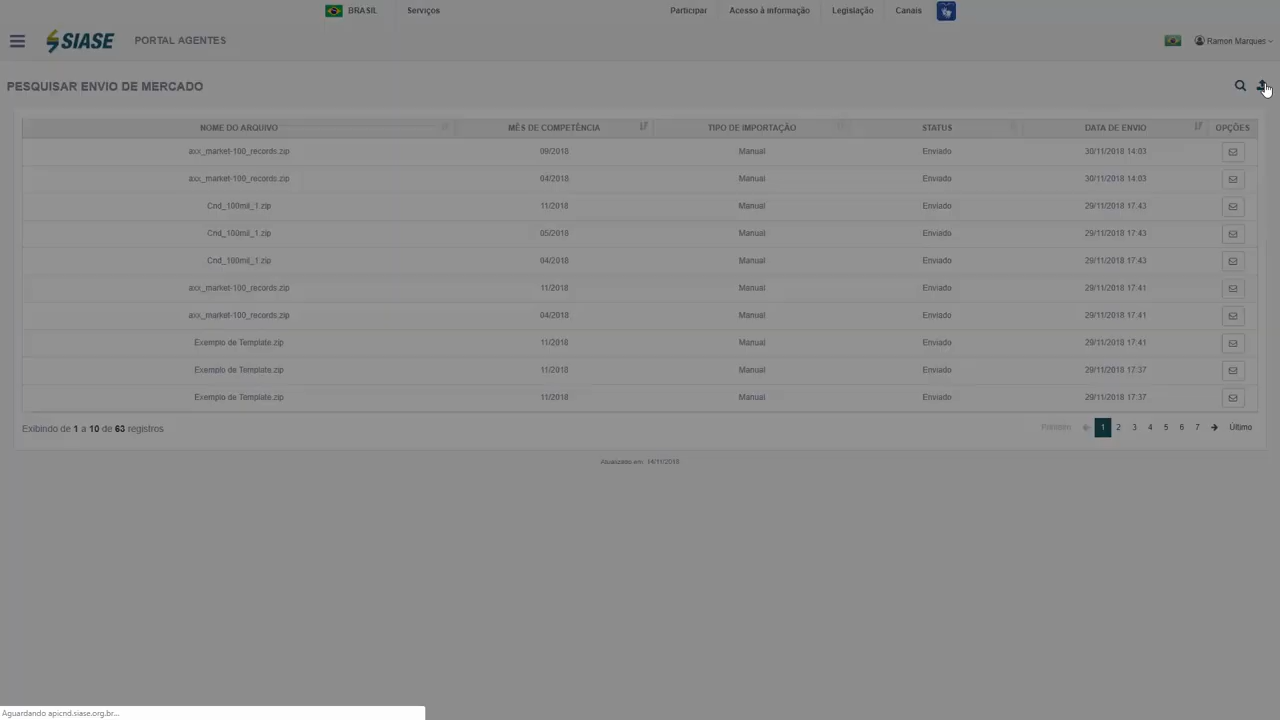 BRASIL Serviços Participar Acesso à informação Legislação Canais
SIASE PORTAL AGENTES Ramon Marques
PESQUISAR ENVIO DE MERCADO
NOME DO ARQUIVO MÊS DE COMPETÊNCIA TIPO DE IMPORTAÇÃO STATUS DATA DE ENVIO OPÇÕES
axx_market-100_records.zip 09/2018 Manual Enviado 30/11/2018 14:03
axx_market-100_records.zip 04/2018 Manual Enviado 30/11/2018 14:03
Cnd_100mil_1.zip 11/2018 Manual Enviado 29/11/2018 17:43
Cnd_100mil_1.zip 05/2018 Manual Enviado 29/11/2018 17:43
Cnd_100mil_1.zip 04/2018 Manual Enviado 29/11/2018 17:43
axx_market-100_records.zip 11/2018 Manual Enviado 29/11/2018 17:41
axx_market-100_records.zip 04/2018 Manual Enviado 29/11/2018 17:41
Exemplo de Template.zip 11/2018 Manual Enviado 29/11/2018 17:41
Exemplo de Template.zip 11/2018 Manual Enviado 29/11/2018 17:37
Exemplo de Template.zip 11/2018 Manual Enviado 29/11/2018 17:37
Exibindo de 1 a 10 de 63 registros Primeiro 1 2 3 4 5 6 7 Último
Atualizado em: 14/11/2018
Aguardando apicnd.siase.org.br...